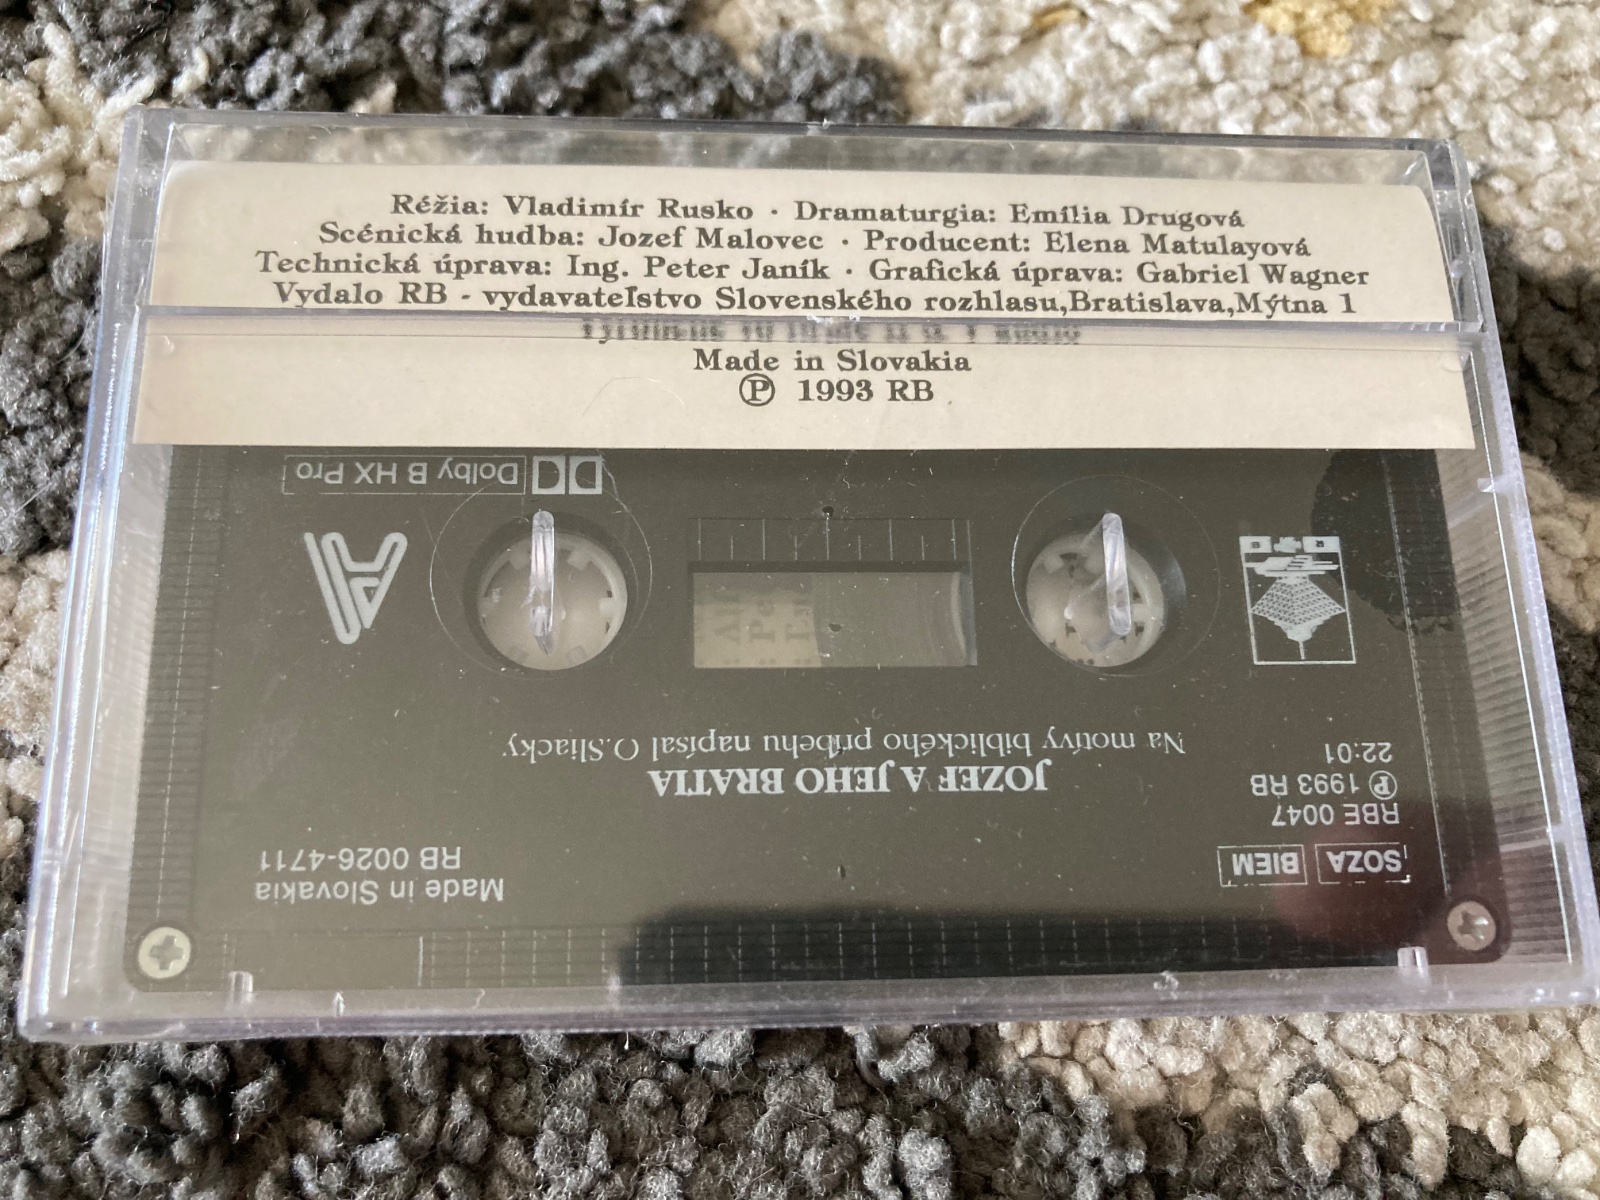 Réžia: Vladimír Rusko · Dramaturgia: Emília Drugová
Scénická hudba: Jozef Malovec · Producent: Elena Matulayová
Technická úprava: Ing. Peter Janík · Grafická úprava: Gabriel Wagner
Vydalo RB - vydavateľstvo Slovenského rozhlasu,Bratislava,Mýtna 1
Made in Slovakia
Ⓟ 1993 RB
SOZA BIEM
RBE 0047
Ⓟ 1993 RB
22:01
Made in Slovakia
RB 0026-4711
JOZEF A JEHO BRATIA
Na motívy biblického príbehu napísal O.Sliacky
A
Dolby B HX Pro